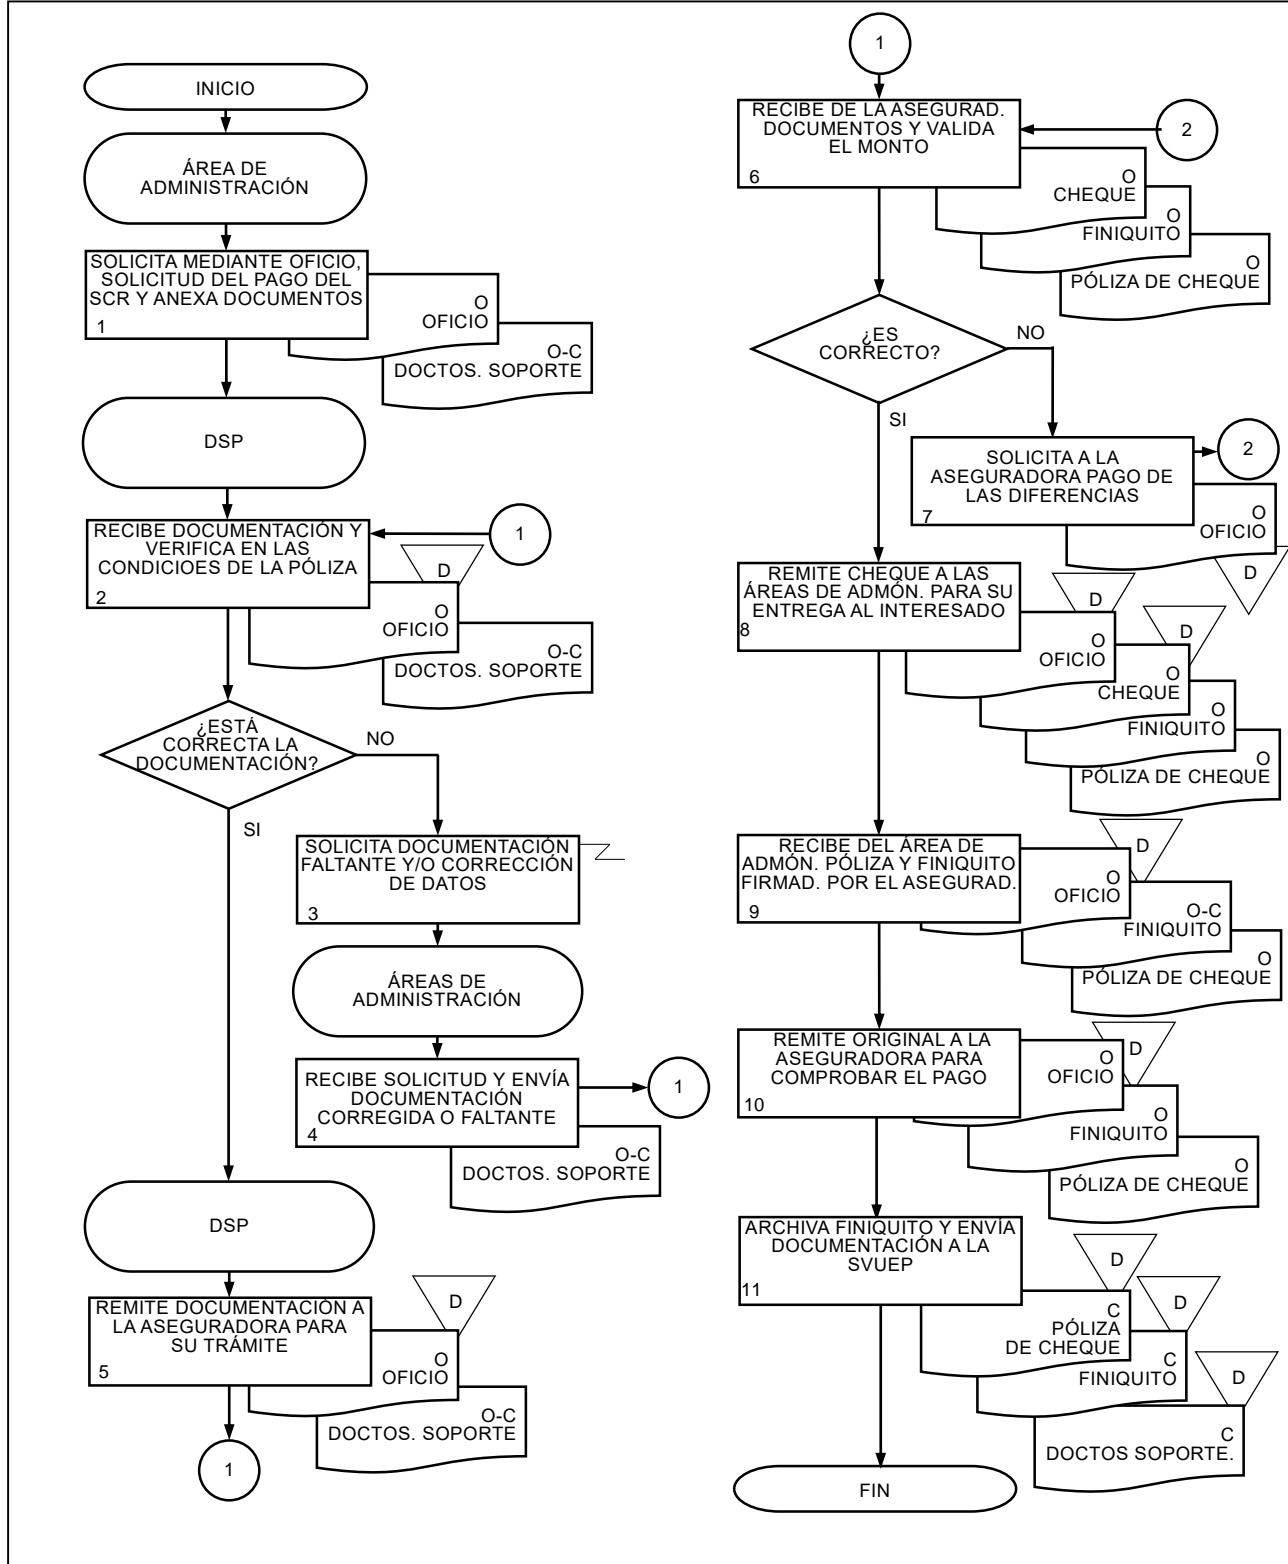 INICIO
ÁREA DE
ADMINISTRACIÓN
SOLICITA MEDIANTE OFICIO,
SOLICITUD DEL PAGO DEL
SCR Y ANEXA DOCUMENTOS
1
O
OFICIO
O-C
DOCTOS. SOPORTE
DSP
RECIBE DOCUMENTACIÓN Y
VERIFICA EN LAS
CONDICIOES DE LA PÓLIZA
2
1
D
O
OFICIO
O-C
DOCTOS. SOPORTE
¿ESTÁ
CORRECTA LA
DOCUMENTACIÓN?
NO
SI
SOLICITA DOCUMENTACIÓN
FALTANTE Y/O CORRECCIÓN
DE DATOS
3
ÁREAS DE
ADMINISTRACIÓN
RECIBE SOLICITUD Y ENVÍA
DOCUMENTACIÓN
CORREGIDA O FALTANTE
4
1
O-C
DOCTOS. SOPORTE
DSP
REMITE DOCUMENTACIÓN A
LA ASEGURADORA PARA
SU TRÁMITE
5
D
O
OFICIO
O-C
DOCTOS. SOPORTE
1
1
RECIBE DE LA ASEGURAD.
DOCUMENTOS Y VALIDA
EL MONTO
6
2
O
CHEQUE
O
FINIQUITO
O
PÓLIZA DE CHEQUE
¿ES
CORRECTO?
NO
SI
SOLICITA A LA
ASEGURADORA PAGO DE
LAS DIFERENCIAS
7
2
O
OFICIO
D
REMITE CHEQUE A LAS
ÁREAS DE ADMÓN. PARA SU
ENTREGA AL INTERESADO
8
D
O
OFICIO
D
O
CHEQUE
O
FINIQUITO
O
PÓLIZA DE CHEQUE
RECIBE DEL ÁREA DE
ADMÓN. PÓLIZA Y FINIQUITO
FIRMAD. POR EL ASEGURAD.
9
D
O
OFICIO
O-C
FINIQUITO
O
PÓLIZA DE CHEQUE
REMITE ORIGINAL A LA
ASEGURADORA PARA
COMPROBAR EL PAGO
10
D
O
OFICIO
O
FINIQUITO
O
PÓLIZA DE CHEQUE
ARCHIVA FINIQUITO Y ENVÍA
DOCUMENTACIÓN A LA
SVUEP
11
D
C
PÓLIZA
DE CHEQUE
D
C
FINIQUITO
D
C
DOCTOS SOPORTE.
FIN